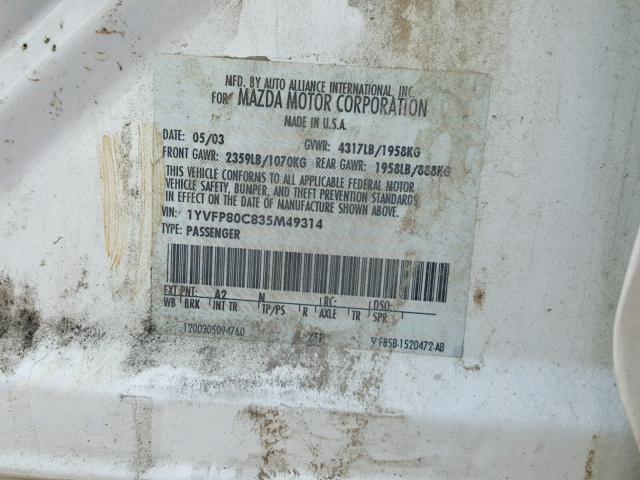 MFD. BY AUTO ALLIANCE INTERNATIONAL, INC.
FOR MAZDA MOTOR CORPORATION
MADE IN U.S.A.
DATE: 05/03 GVWR: 4317LB/1958KG
FRONT GAWR: 2359LB/1070KG REAR GAWR: 1958LB/888KG
THIS VEHICLE CONFORMS TO ALL APPLICABLE FEDERAL MOTOR
VEHICLE SAFETY, BUMPER, AND THEFT PREVENTION STANDARDS
IN EFFECT ON THE DATE OF MANUFACTURE SHOWN ABOVE.
VIN: 1YVFP80C835M49314
TYPE: PASSENGER
EXT PNT: A2 N RC: DSO:
WB BRK INT TR TP/PS R AXLE TR SPR
1200305094760 F85B-1520472-AB